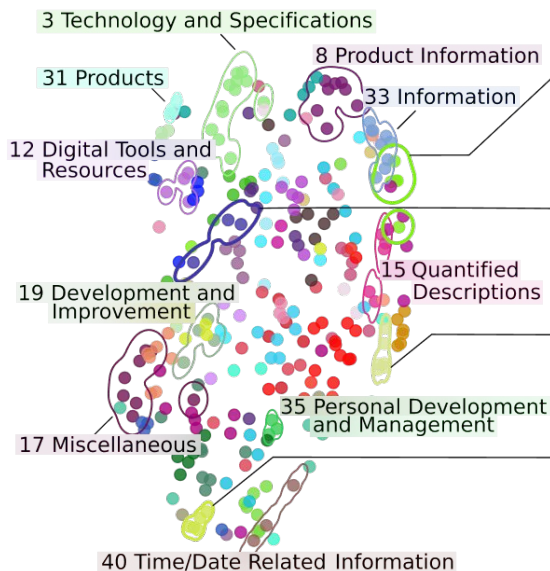 3 Technology and Specifications
8 Product Information
31 Products
33 Information
12 Digital Tools and
Resources
15 Quantified
Descriptions
19 Development and
Improvement
35 Personal Development
and Management
17 Miscellaneous
40 Time/Date Related Information